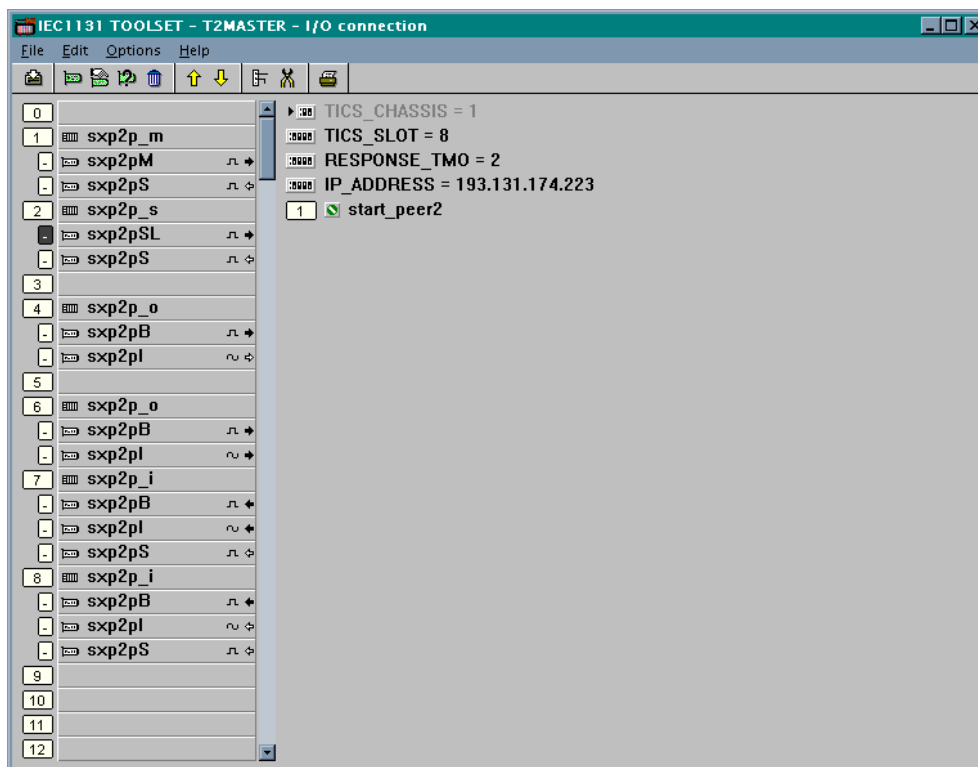 IEC1131 TOOLSET - T2MASTER - I/O connection
File Edit Options Help
0
1 sxp2p_m
- sxp2pM
- sxp2pS
2 sxp2p_s
- sxp2pSL
- sxp2pS
3
4 sxp2p_o
- sxp2pB
- sxp2pI
5
6 sxp2p_o
- sxp2pB
- sxp2pI
7 sxp2p_i
- sxp2pB
- sxp2pI
- sxp2pS
8 sxp2p_i
- sxp2pB
- sxp2pI
- sxp2pS
9
10
11
12
TICS_CHASSIS = 1
TICS_SLOT = 8
RESPONSE_TMO = 2
IP_ADDRESS = 193.131.174.223
1 start_peer2